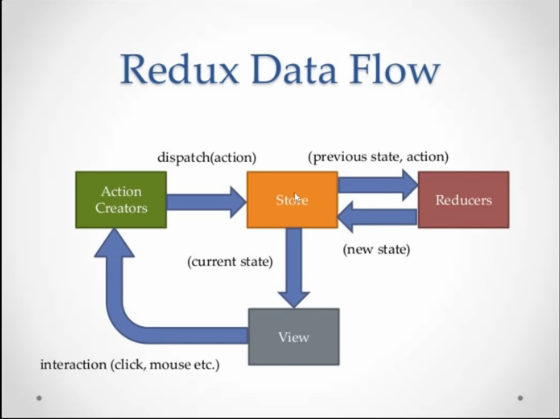 Redux Data Flow
dispatch(action)
(previous state, action)
Action
Creators
Store
Reducers
(new state)
(current state)
View
interaction (click, mouse etc.)